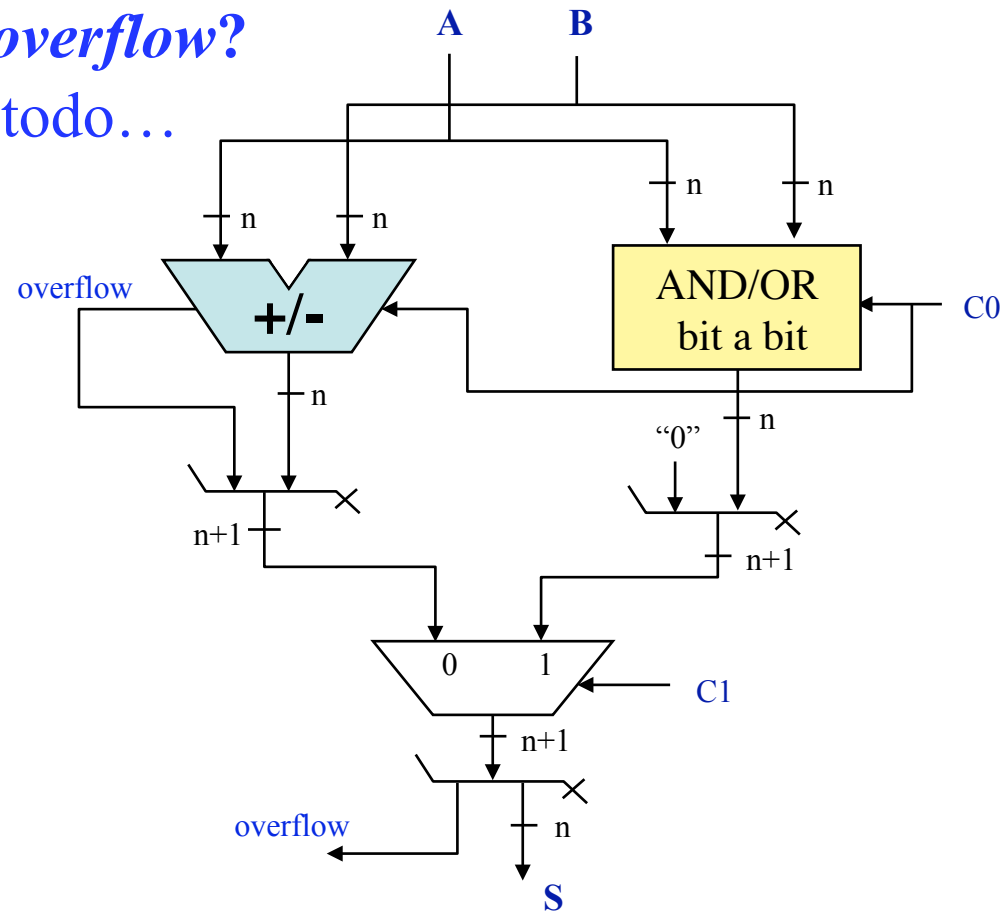 overflow?
todo…
A B
n n
n n
overflow
+/-
AND/OR
bit a bit
C0
n
n
“0”
n+1
n+1
0 1
C1
n+1
overflow
n
S